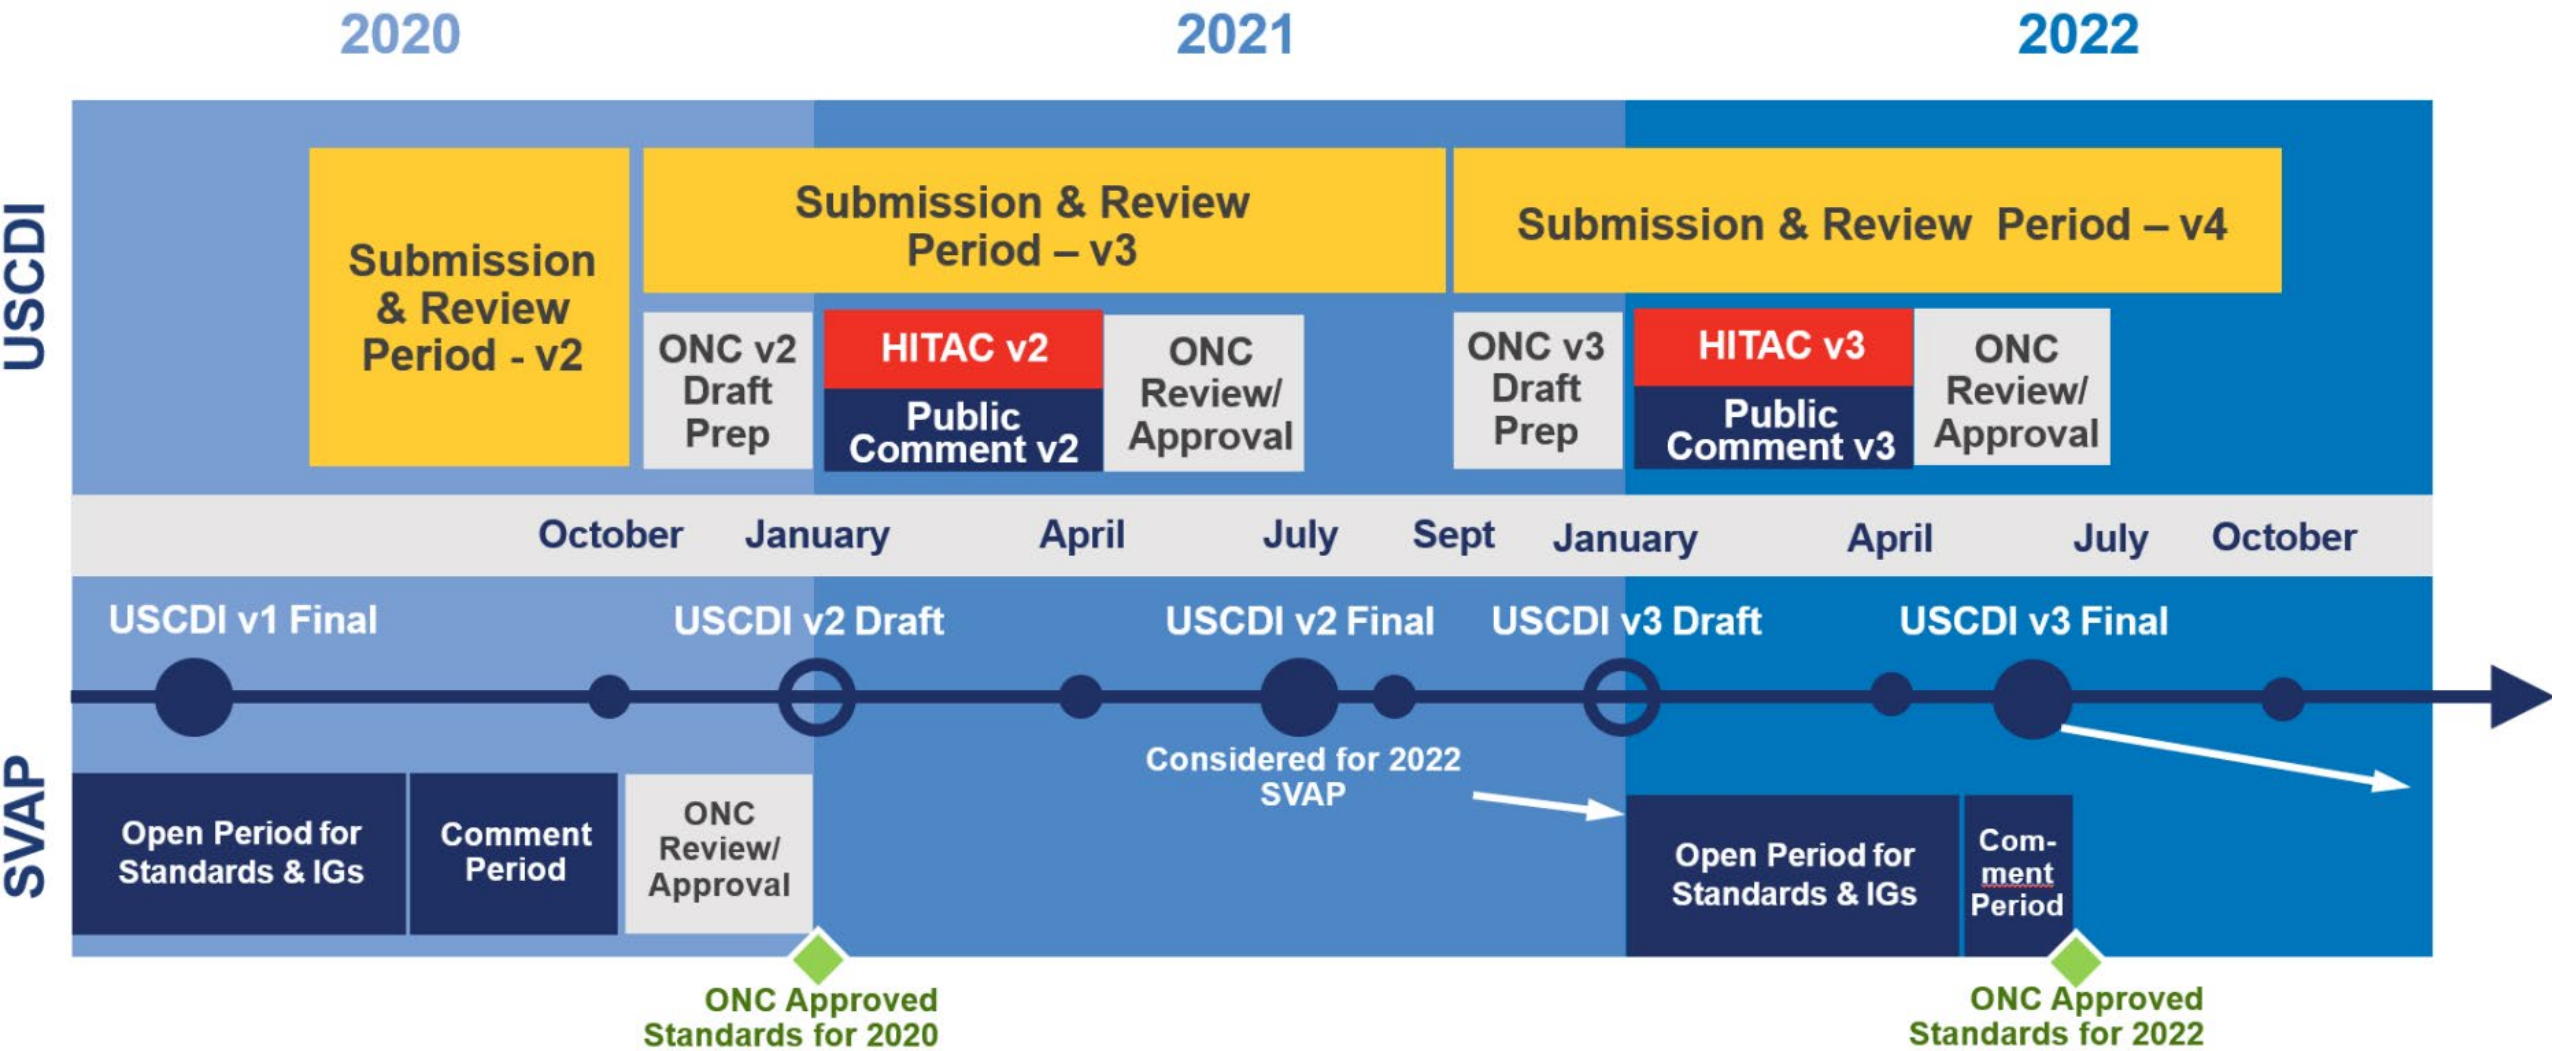 2020
2021
2022
USCDI
Submission
& Review
Period - v2
Submission & Review
Period – v3
Submission & Review Period – v4
ONC v2
Draft
Prep
HITAC v2
Public
Comment v2
ONC
Review/
Approval
ONC v3
Draft
Prep
HITAC v3
Public
Comment v3
ONC
Review/
Approval
October
January
April
July
Sept
January
April
July
October
USCDI v1 Final
USCDI v2 Draft
USCDI v2 Final
USCDI v3 Draft
USCDI v3 Final
SVAP
Open Period for
Standards & IGs
Comment
Period
ONC
Review/
Approval
Considered for 2022
SVAP
Open Period for
Standards & IGs
Com-
ment
Period
ONC Approved
Standards for 2020
ONC Approved
Standards for 2022